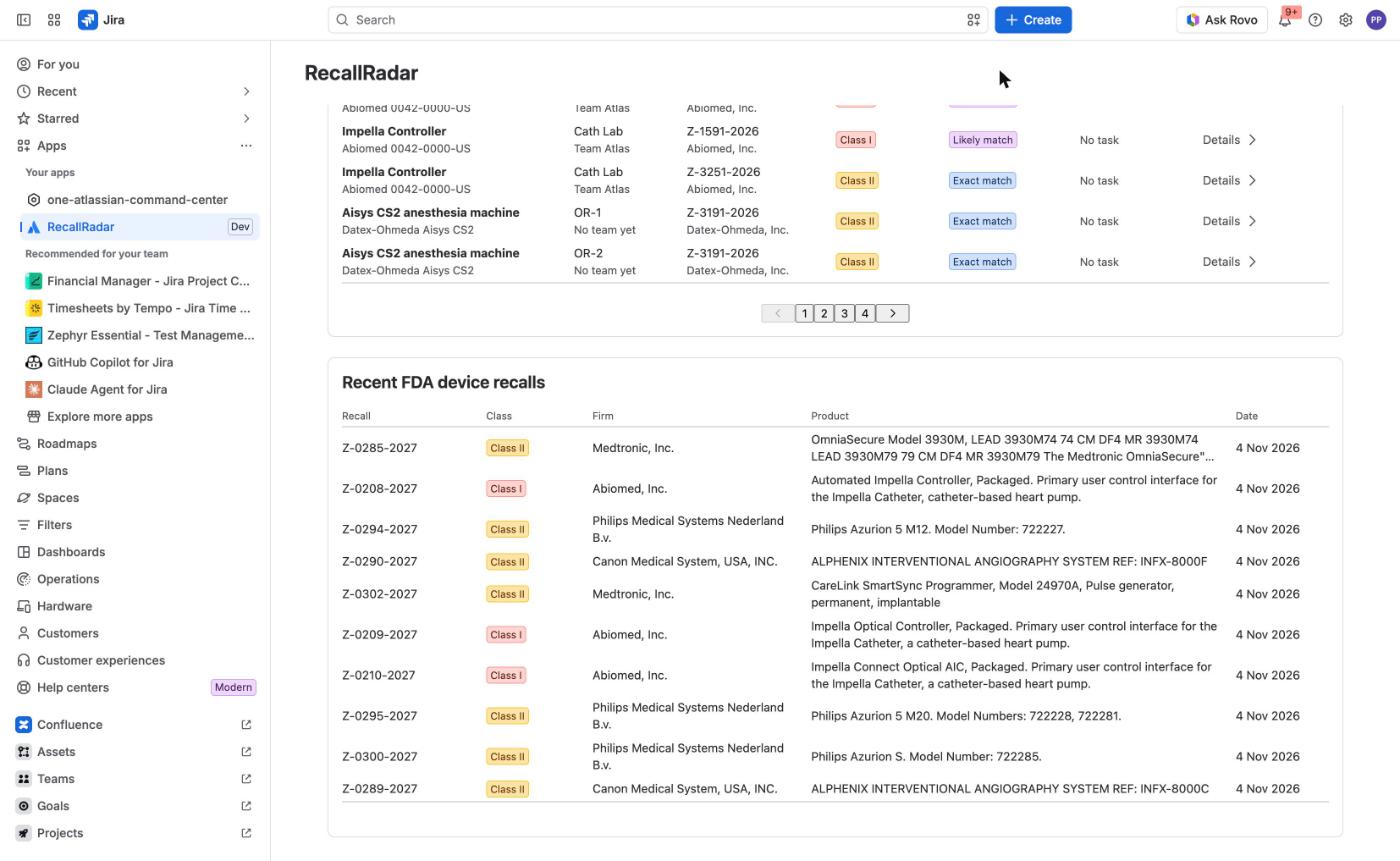 Jira
Search
Create
Ask Rovo
9+
PP
For you
Recent
Starred
Apps
Your apps
one-atlassian-command-center
RecallRadar
Dev
Recommended for your team
Financial Manager - Jira Project C...
Timesheets by Tempo - Jira Time ...
Zephyr Essential - Test Manageme...
GitHub Copilot for Jira
Claude Agent for Jira
Explore more apps
Roadmaps
Plans
Spaces
Filters
Dashboards
Operations
Hardware
Customers
Customer experiences
Help centers
Modern
Confluence
Assets
Teams
Goals
Projects
RecallRadar
Abiomed 0042-0000-US Team Atlas Abiomed, Inc.
Impella Controller Cath Lab Z-1591-2026
Class I Likely match No task Details
Abiomed 0042-0000-US Team Atlas Abiomed, Inc.
Impella Controller Cath Lab Z-3251-2026
Class II Exact match No task Details
Abiomed 0042-0000-US Team Atlas Abiomed, Inc.
Aisys CS2 anesthesia machine OR-1 Z-3191-2026
Class II Exact match No task Details
Datex-Ohmeda Aisys CS2 No team yet Datex-Ohmeda, Inc.
Aisys CS2 anesthesia machine OR-2 Z-3191-2026
Class II Exact match No task Details
Datex-Ohmeda Aisys CS2 No team yet Datex-Ohmeda, Inc.
1 2 3 4
Recent FDA device recalls
Recall Class Firm Product Date
Z-0285-2027 Class II Medtronic, Inc. OmniaSecure Model 3930M, LEAD 3930M74 74 CM DF4 MR 3930M74
LEAD 3930M79 79 CM DF4 MR 3930M79 The Medtronic OmniaSecure"... 4 Nov 2026
Z-0208-2027 Class I Abiomed, Inc. Automated Impella Controller, Packaged. Primary user control interface for
the Impella Catheter, catheter-based heart pump. 4 Nov 2026
Z-0294-2027 Class II Philips Medical Systems Nederland
B.v. Philips Azurion 5 M12. Model Number: 722227. 4 Nov 2026
Z-0290-2027 Class II Canon Medical System, USA, INC. ALPHENIX INTERVENTIONAL ANGIOGRAPHY SYSTEM REF: INFX-8000F 4 Nov 2026
Z-0302-2027 Class II Medtronic, Inc. CareLink SmartSync Programmer, Model 24970A, Pulse generator,
permanent, implantable 4 Nov 2026
Z-0209-2027 Class I Abiomed, Inc. Impella Optical Controller, Packaged. Primary user control interface for the
Impella Catheter, a catheter-based heart pump. 4 Nov 2026
Z-0210-2027 Class I Abiomed, Inc. Impella Connect Optical AIC, Packaged. Primary user control interface for
the Impella Catheter, a catheter-based heart pump. 4 Nov 2026
Z-0295-2027 Class II Philips Medical Systems Nederland
B.v. Philips Azurion 5 M20. Model Numbers: 722228, 722281. 4 Nov 2026
Z-0300-2027 Class II Philips Medical Systems Nederland
B.v. Philips Azurion S. Model Number: 722285. 4 Nov 2026
Z-0289-2027 Class II Canon Medical System, USA, INC. ALPHENIX INTERVENTIONAL ANGIOGRAPHY SYSTEM REF: INFX-8000C 4 Nov 2026